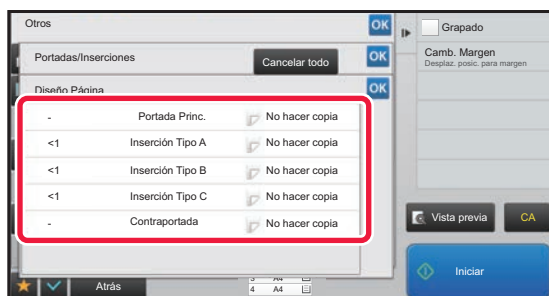 Otros
OK
Portadas/Inserciones
Cancelar todo
OK
Diseño Página
OK
- Portada Princ. No hacer copia
<1 Inserción Tipo A No hacer copia
<1 Inserción Tipo B No hacer copia
<1 Inserción Tipo C No hacer copia
- Contraportada No hacer copia
Atrás
3 A4
4 A4
Grapado
Camb. Margen
Desplaz. posic. para margen
Vista previa
CA
Iniciar